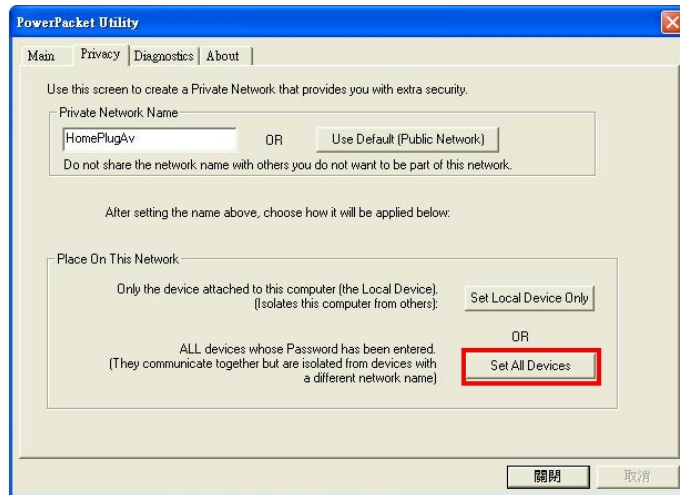 PowerPacket Utility
Main Privacy Diagnostics About
Use this screen to create a Private Network that provides you with extra security.
Private Network Name
HomePlugAv OR Use Default (Public Network)
Do not share the network name with others you do not want to be part of this network.
After setting the name above, choose how it will be applied below:
Place On This Network
Only the device attached to this computer (the Local Device).
(Isolates this computer from others):
Set Local Device Only
OR
ALL devices whose Password has been entered.
(They communicate together but are isolated from devices with
a different network name)
Set All Devices
關閉 取消